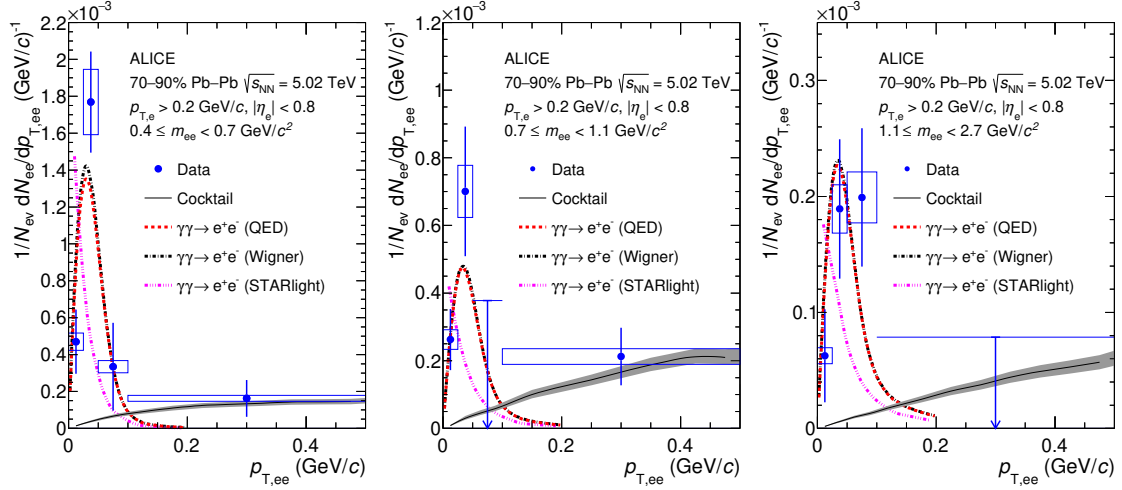 ×10⁻³
1/N_ev dN_ee/dp_T,ee (GeV/c)⁻¹
2.2
2
1.8
1.6
1.4
1.2
1
0.8
0.6
0.4
0.2
0
ALICE
70–90% Pb–Pb √s_NN = 5.02 TeV
p_T,e > 0.2 GeV/c, |η_e| < 0.8
0.4 ≤ m_ee < 0.7 GeV/c²
Data
Cocktail
γγ→ e⁺e⁻ (QED)
γγ→ e⁺e⁻ (Wigner)
γγ→ e⁺e⁻ (STARlight)
0 0.2 0.4
p_T,ee (GeV/c)
×10⁻³
1/N_ev dN_ee/dp_T,ee (GeV/c)⁻¹
1.2
1
0.8
0.6
0.4
0.2
0
ALICE
70–90% Pb–Pb √s_NN = 5.02 TeV
p_T,e > 0.2 GeV/c, |η_e| < 0.8
0.7 ≤ m_ee < 1.1 GeV/c²
Data
Cocktail
γγ→ e⁺e⁻ (QED)
γγ→ e⁺e⁻ (Wigner)
γγ→ e⁺e⁻ (STARlight)
0 0.2 0.4
p_T,ee (GeV/c)
×10⁻³
1/N_ev dN_ee/dp_T,ee (GeV/c)⁻¹
0.3
0.2
0.1
0
ALICE
70–90% Pb–Pb √s_NN = 5.02 TeV
p_T,e > 0.2 GeV/c, |η_e| < 0.8
1.1 ≤ m_ee < 2.7 GeV/c²
Data
Cocktail
γγ→ e⁺e⁻ (QED)
γγ→ e⁺e⁻ (Wigner)
γγ→ e⁺e⁻ (STARlight)
0 0.2 0.4
p_T,ee (GeV/c)